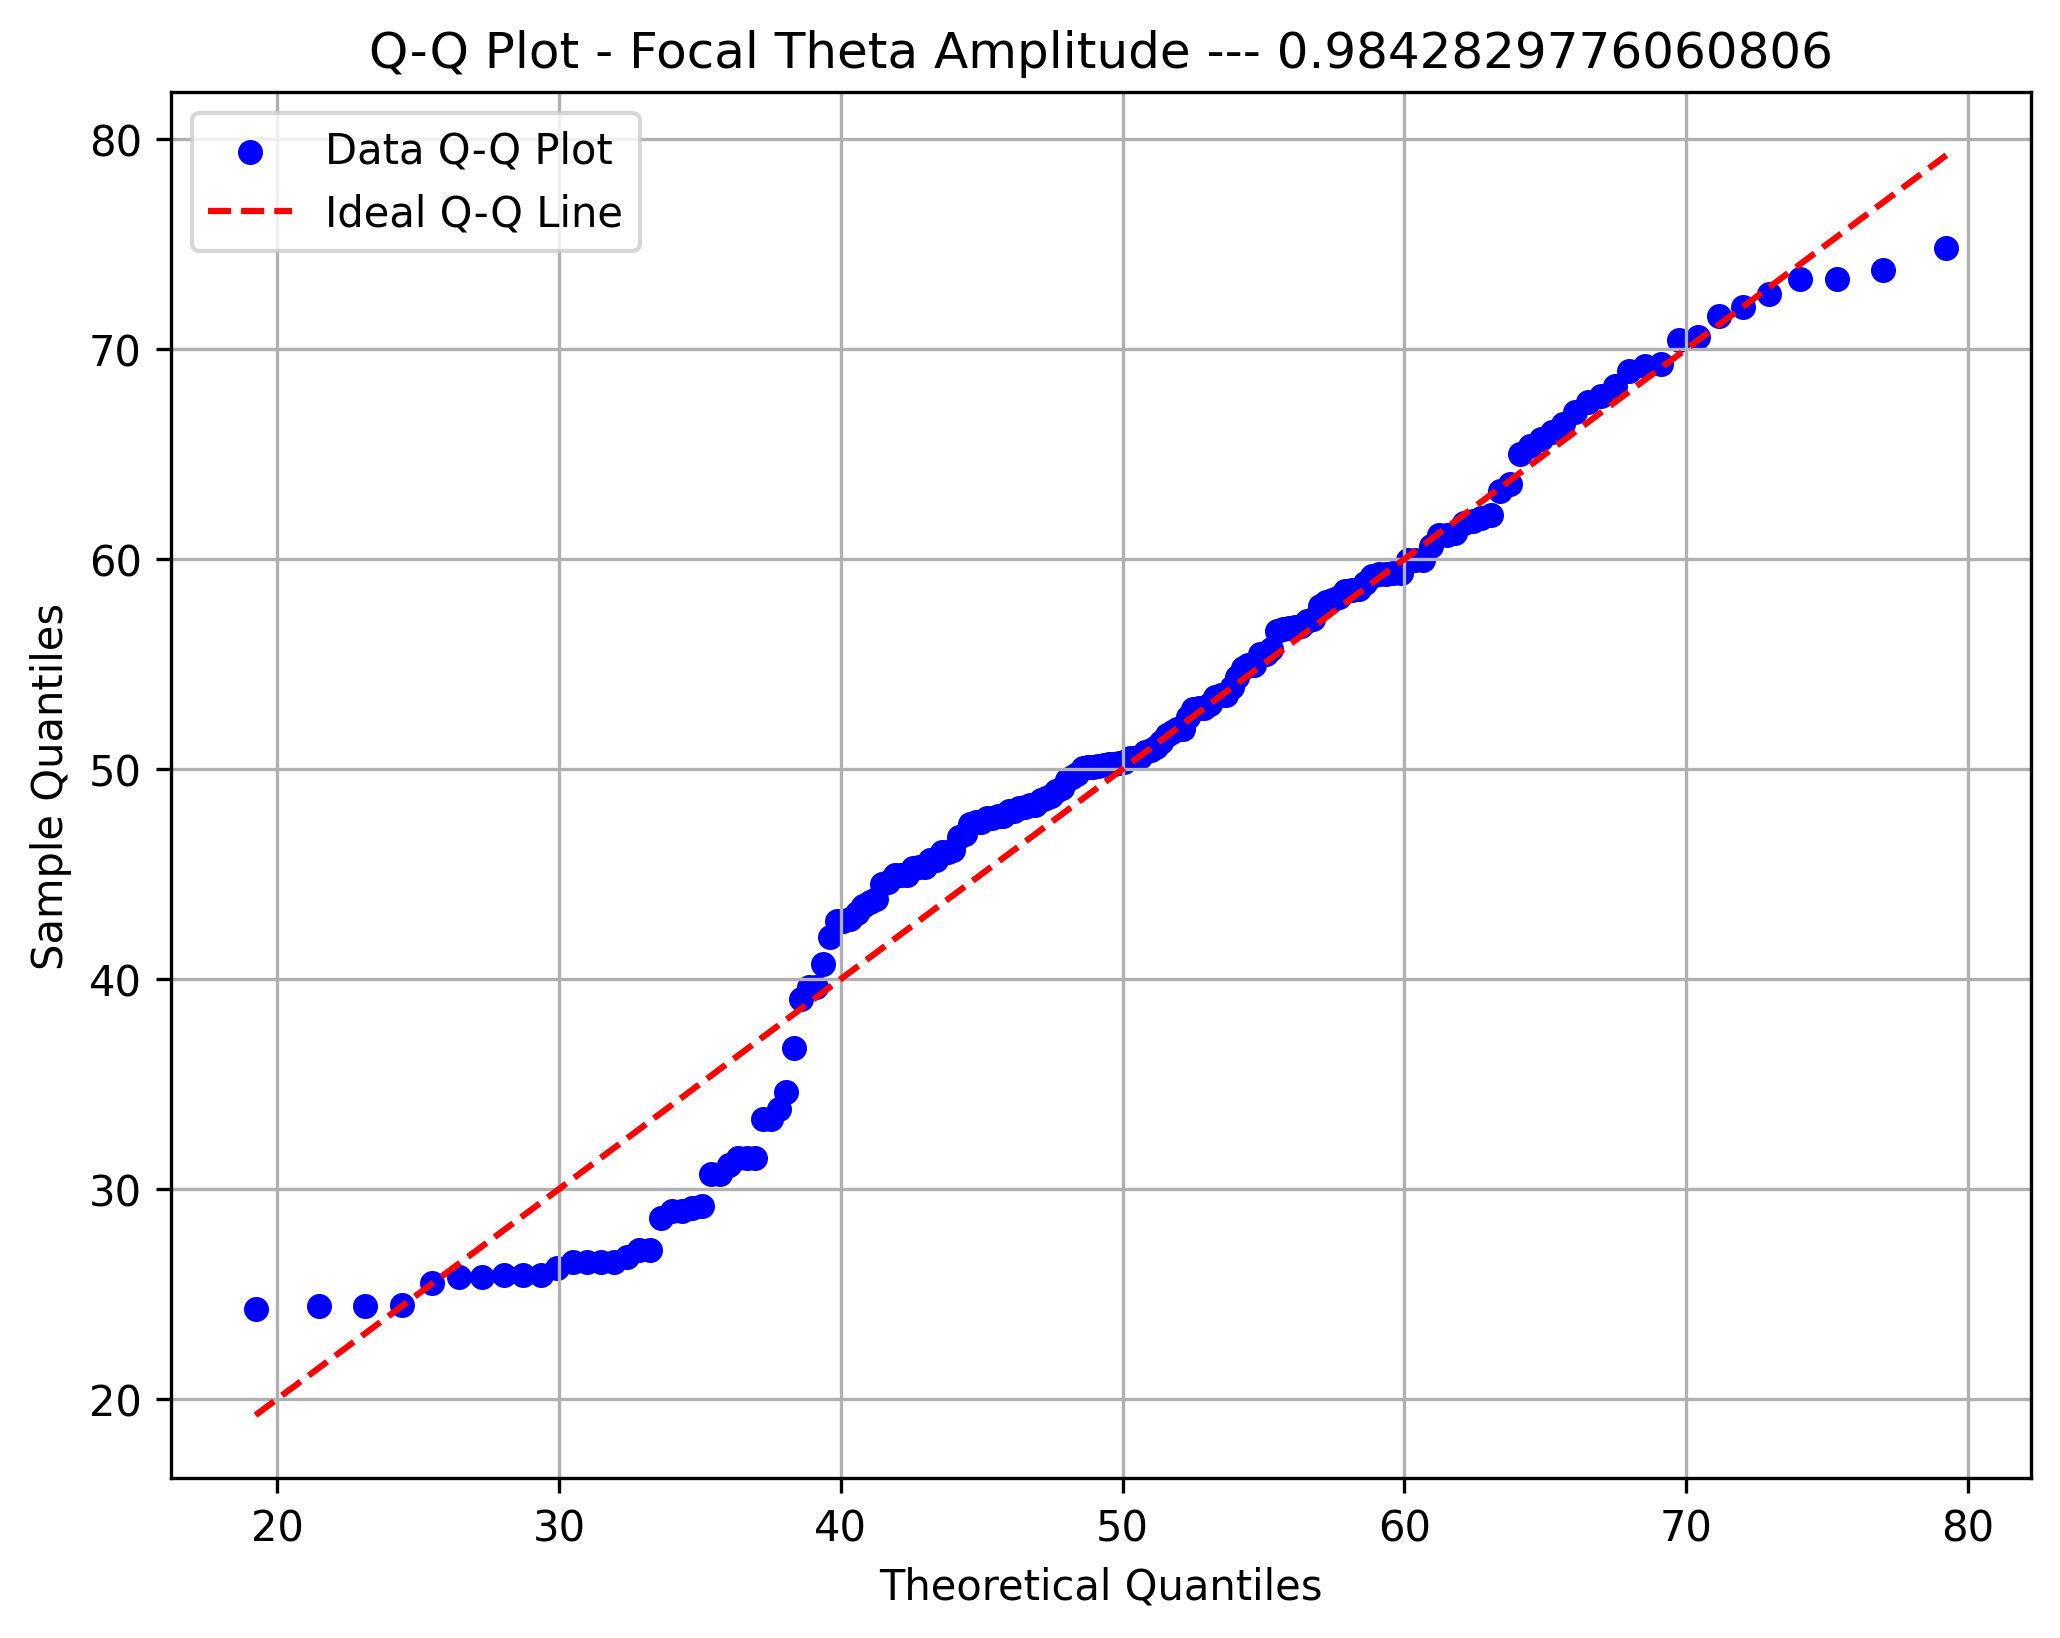 Q-Q Plot - Focal Theta Amplitude --- 0.9842829776060806
Data Q-Q Plot
Ideal Q-Q Line
80
70
60
50
40
30
20
Sample Quantiles
20 30 40 50 60 70 80
Theoretical Quantiles